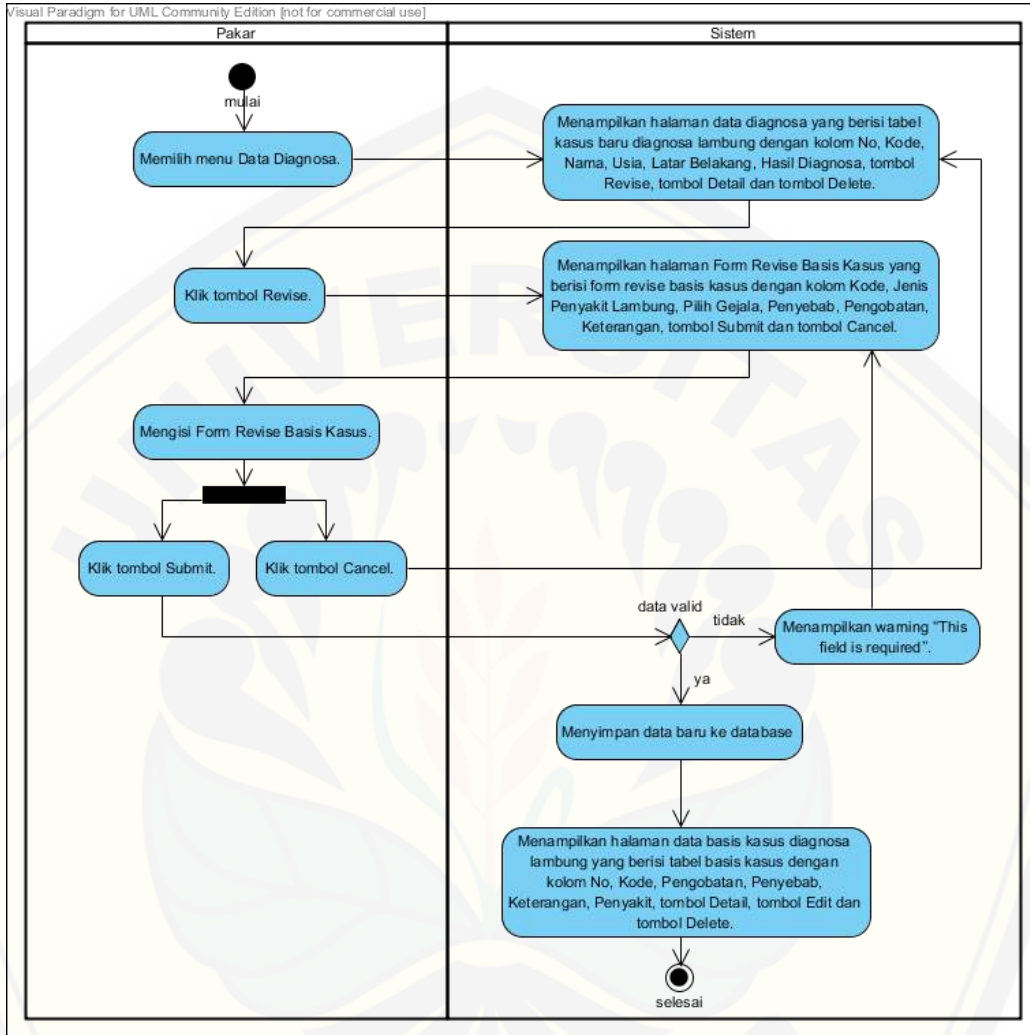 Visual Paradigm for UML Community Edition [not for commercial use]
Pakar
Sistem
mulai
Memilih menu Data Diagnosa.
Menampilkan halaman data diagnosa yang berisi tabel
kasus baru diagnosa lambung dengan kolom No, Kode,
Nama, Usia, Latar Belakang, Hasil Diagnosa, tombol
Revise, tombol Detail dan tombol Delete.
Klik tombol Revise.
Menampilkan halaman Form Revise Basis Kasus yang
berisi form revise basis kasus dengan kolom Kode, Jenis
Penyakit Lambung, Pilih Gejala, Penyebab, Pengobatan,
Keterangan, tombol Submit dan tombol Cancel.
Mengisi Form Revise Basis Kasus.
Klik tombol Submit.
Klik tombol Cancel.
data valid
tidak
Menampilkan warning "This
field is required".
ya
Menyimpan data baru ke database
Menampilkan halaman data basis kasus diagnosa
lambung yang berisi tabel basis kasus dengan
kolom No, Kode, Pengobatan, Penyebab,
Keterangan, Penyakit, tombol Detail, tombol Edit dan
tombol Delete.
selesai
UNIVERSITAS